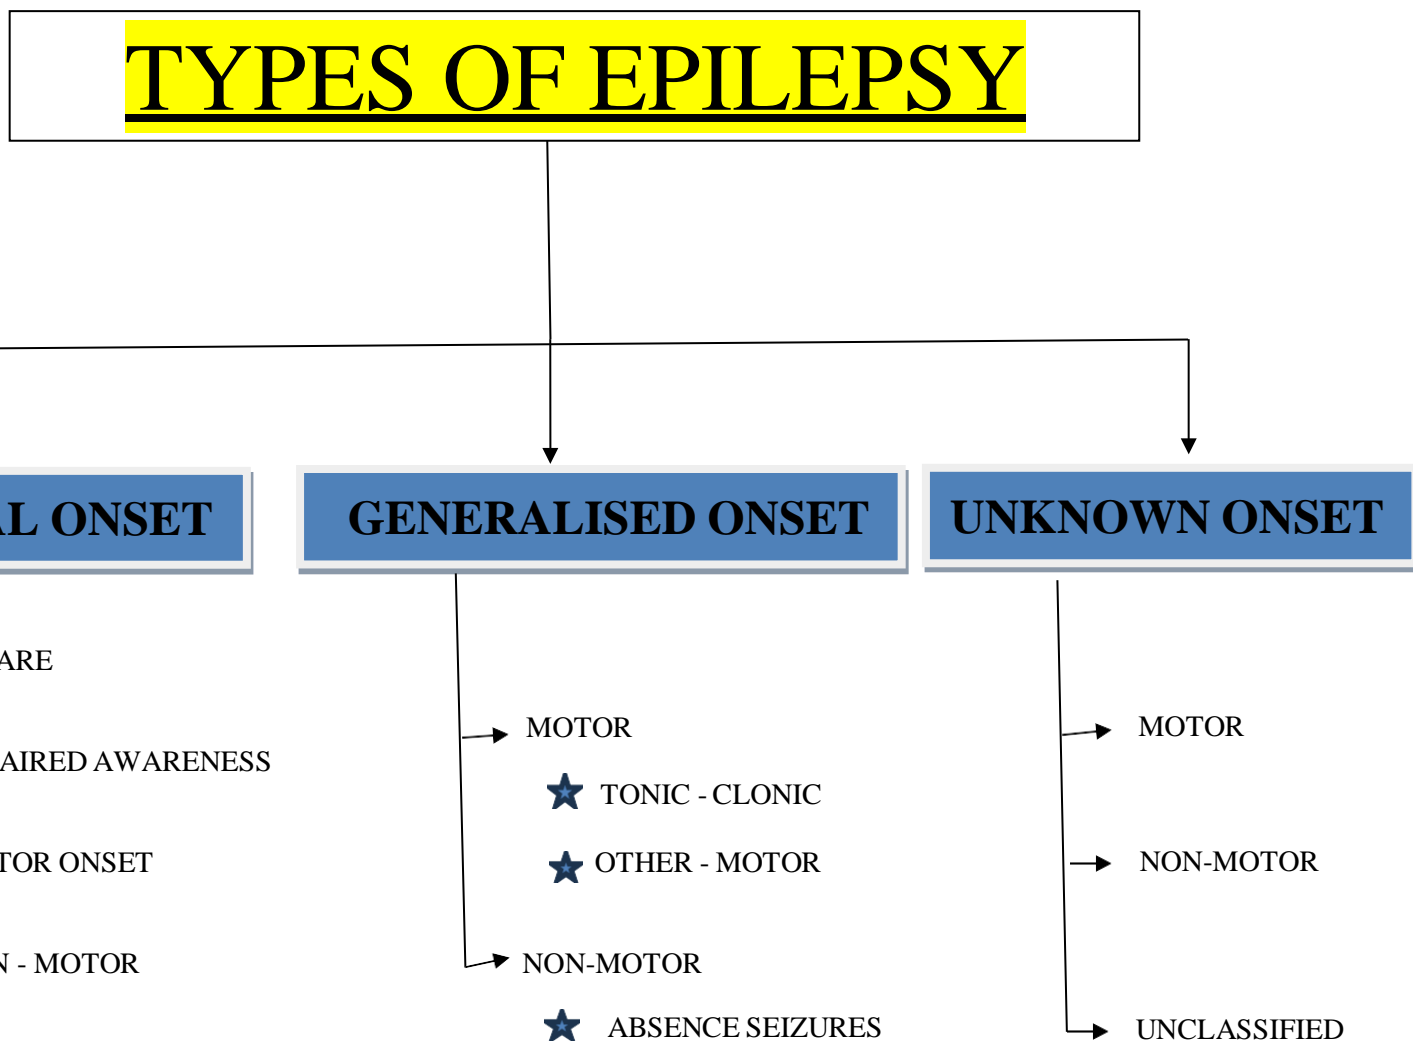 TYPES OF EPILEPSY
AL ONSET
GENERALISED ONSET
UNKNOWN ONSET
ARE
AIRED AWARENESS
TOR ONSET
N - MOTOR
MOTOR
TONIC - CLONIC
OTHER - MOTOR
NON-MOTOR
ABSENCE SEIZURES
MOTOR
NON-MOTOR
UNCLASSIFIED